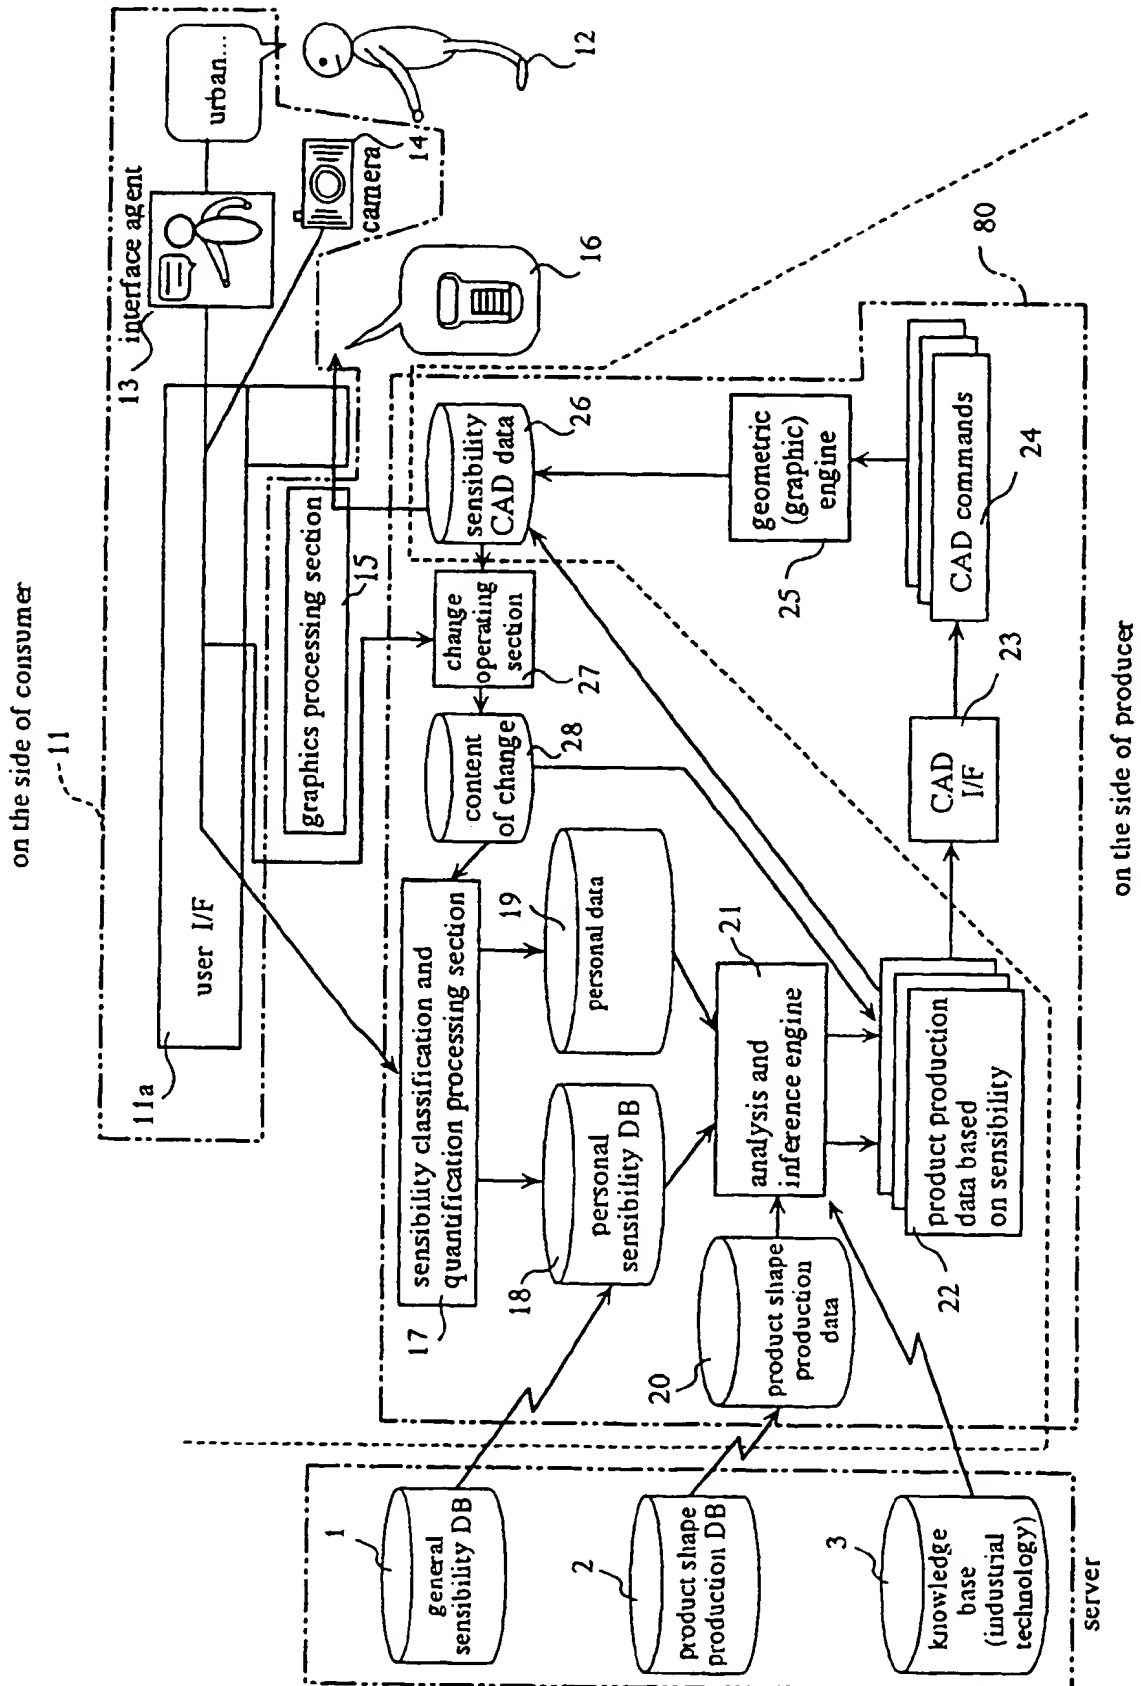 on the side of consumer
11
11a
user I/F
13
interface agent
urban...
12
14
camera
graphics processing section
15
16
17
sensibility classification and
quantification processing section
content
of change
28
change
operating
section
27
sensibility
CAD data
26
80
18
personal
sensibility DB
19
personal data
20
product shape
production
data
21
analysis and
inference engine
geometric
(graphic)
engine
25
22
product production
data based
on sensibility
CAD
I/F
23
CAD commands
24
on the side of producer
1
general
sensibility DB
2
product shape
production DB
3
knowledge
base
(industrial
technology)
server